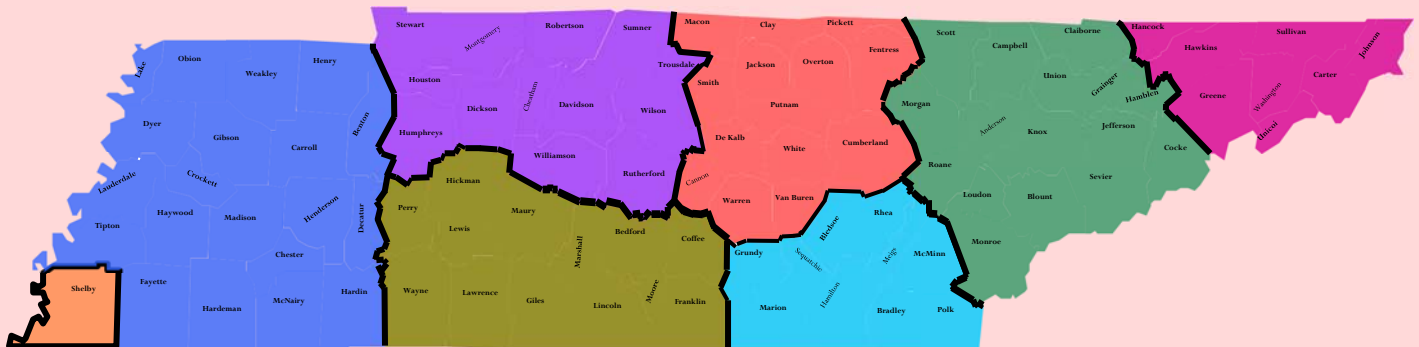 Stewart
Montgomery
Robertson
Sumner
Macon
Clay
Pickett
Scott
Claiborne
Hancock
Sullivan
Johnson
Lake
Obion
Weakley
Henry
Houston
Cheatham
Trousdale
Smith
Jackson
Overton
Fentress
Campbell
Union
Grainger
Hawkins
Carter
Dyer
Gibson
Carroll
Benton
Humphreys
Dickson
Davidson
Wilson
Putnam
Morgan
Anderson
Knox
Hamblen
Jefferson
Greene
Washington
Unicoi
Lauderdale
Crockett
Williamson
Rutherford
De Kalb
White
Cumberland
Roane
Cocke
Tipton
Haywood
Madison
Henderson
Decatur
Perry
Hickman
Lewis
Maury
Marshall
Bedford
Coffee
Cannon
Warren
Van Buren
Bledsoe
Rhea
Loudon
Blount
Sevier
Shelby
Fayette
Hardeman
Chester
McNairy
Hardin
Wayne
Lawrence
Giles
Lincoln
Moore
Franklin
Grundy
Sequatchie
Marion
Hamilton
Meigs
McMinn
Monroe
Bradley
Polk